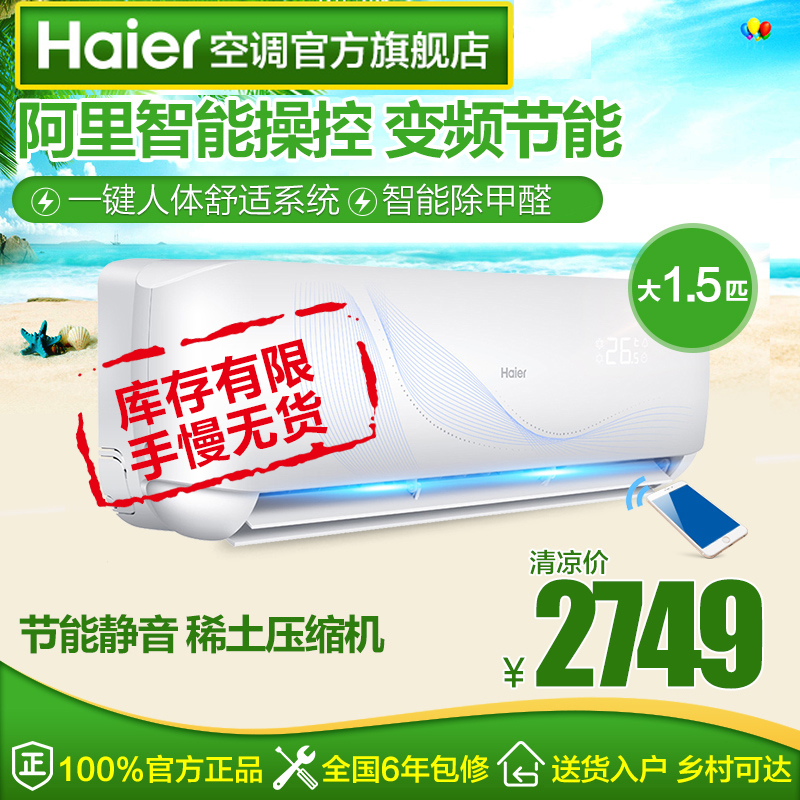 Haier 空调官方旗舰店
阿里智能操控 变频节能
一键人体舒适系统 智能除甲醛
大1.5匹
26.5
Haier
库存有限
手慢无货
清凉价
¥2749
节能静音 稀土压缩机
正 100%官方正品 全国6年包修 送货入户 乡村可达